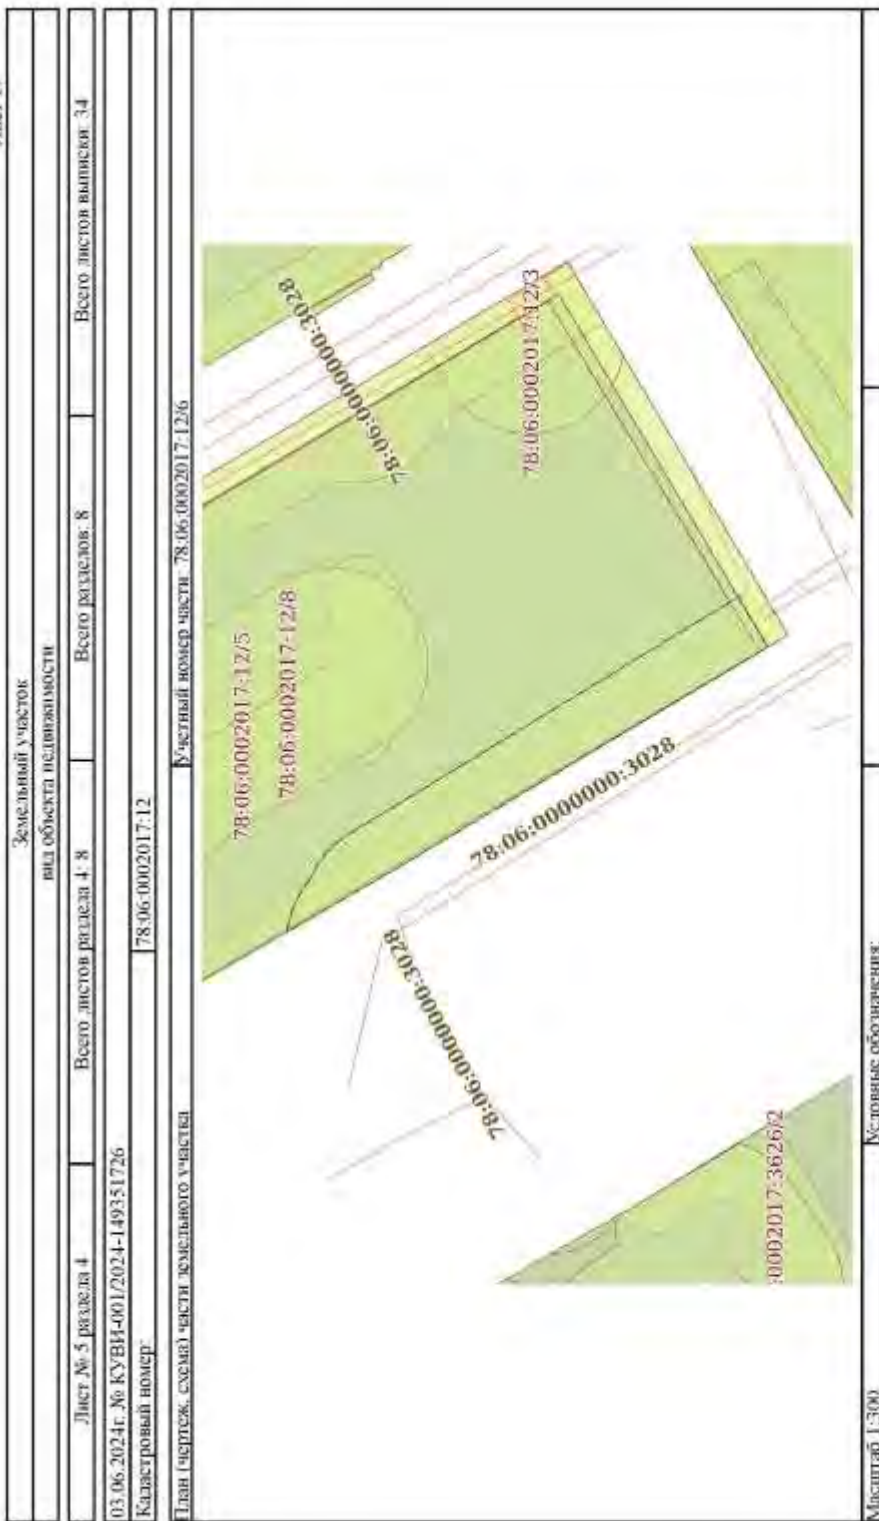 Земельный участок
вид объекта недвижимости
Лист № 5 раздела 4 Всего листов раздела 4: 8 Всего разделов: 8 Всего листов выписки: 34
03.06.2024г. № КУВИ-001/2024-149351726
Кадастровый номер: 78:06:0002017:12
План (чертеж, схема) части земельного участка Учетный номер части: 78:06:0002017:12/6
78:06:0002017:12/5
78:06:0000000:3028
78:06:0002017:12/8
78:06:0000000:3028
78:06:0002017:12/3
78:06:0000000:3028
:0002017:3626/2
Масштаб 1:300 Условные обозначения: